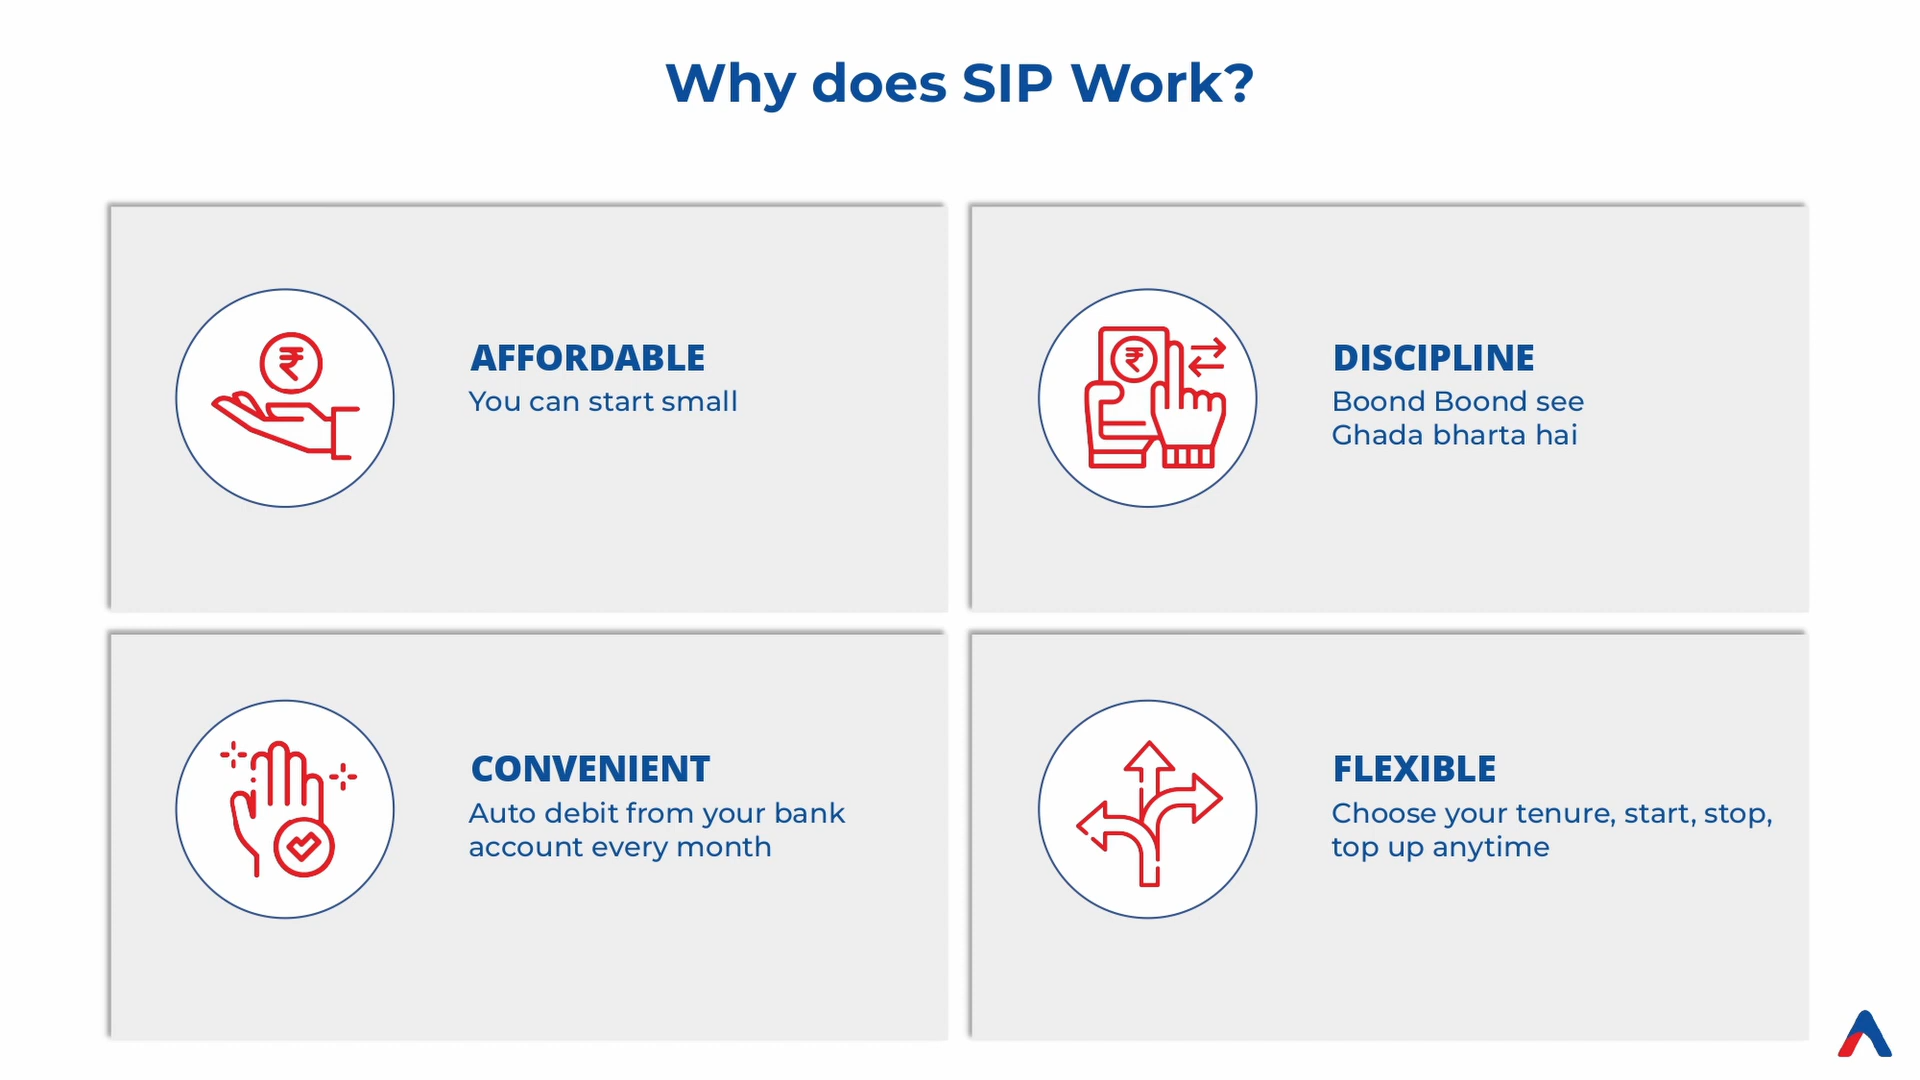 Why does SIP Work?
AFFORDABLE
You can start small
DISCIPLINE
Boond Boond see
Ghada bharta hai
CONVENIENT
Auto debit from your bank
account every month
FLEXIBLE
Choose your tenure, start, stop,
top up anytime